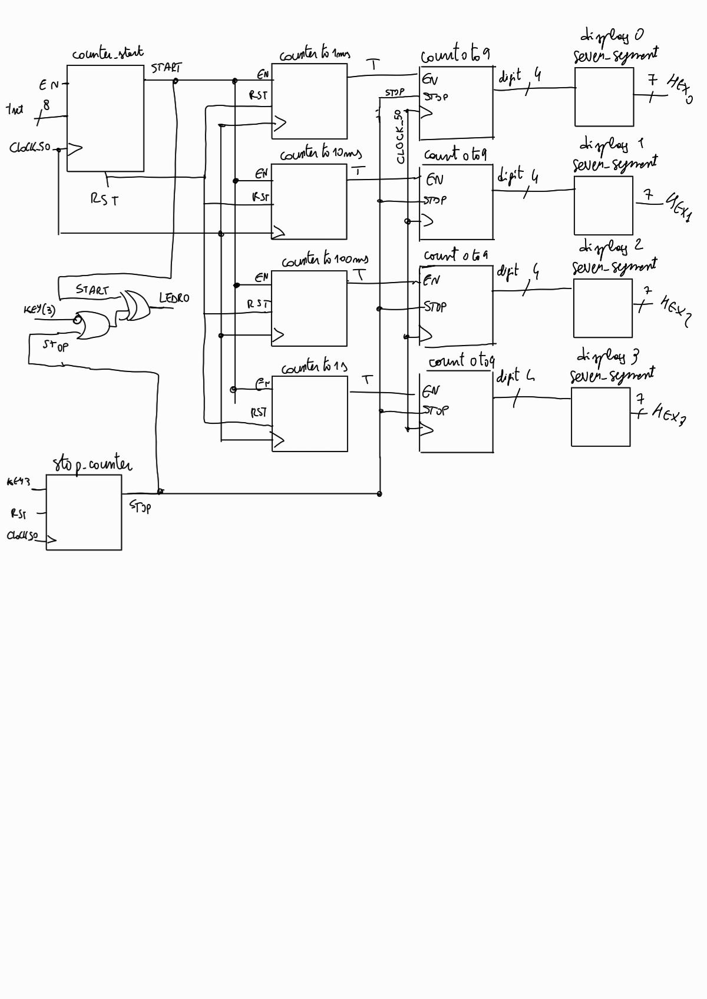 counter_start
START
EN
tset 8
CLOCK_50
RST
counter to 1ms
T
EN
RST
count 0 to 9
EN
STOP
STOP
CLOCK_50
digit 4
display 0
seven_segment
7 HEX0
counter to 10ms
T
EN
RST
count 0 to 9
EN
STOP
digit 4
display 1
seven_segment
7 HEX1
counter to 100ms
T
EN
RST
count 0 to 9
EN
STOP
digit 4
display 2
seven_segment
7 HEX2
START
LEDR0
KEY(3)
STOP
counter to 1s
T
EN
RST
count 0 to 9
EN
STOP
digit 4
display 3
seven_segment
7 HEX3
stop_counter
KEY3
RST
CLOCK50
STOP